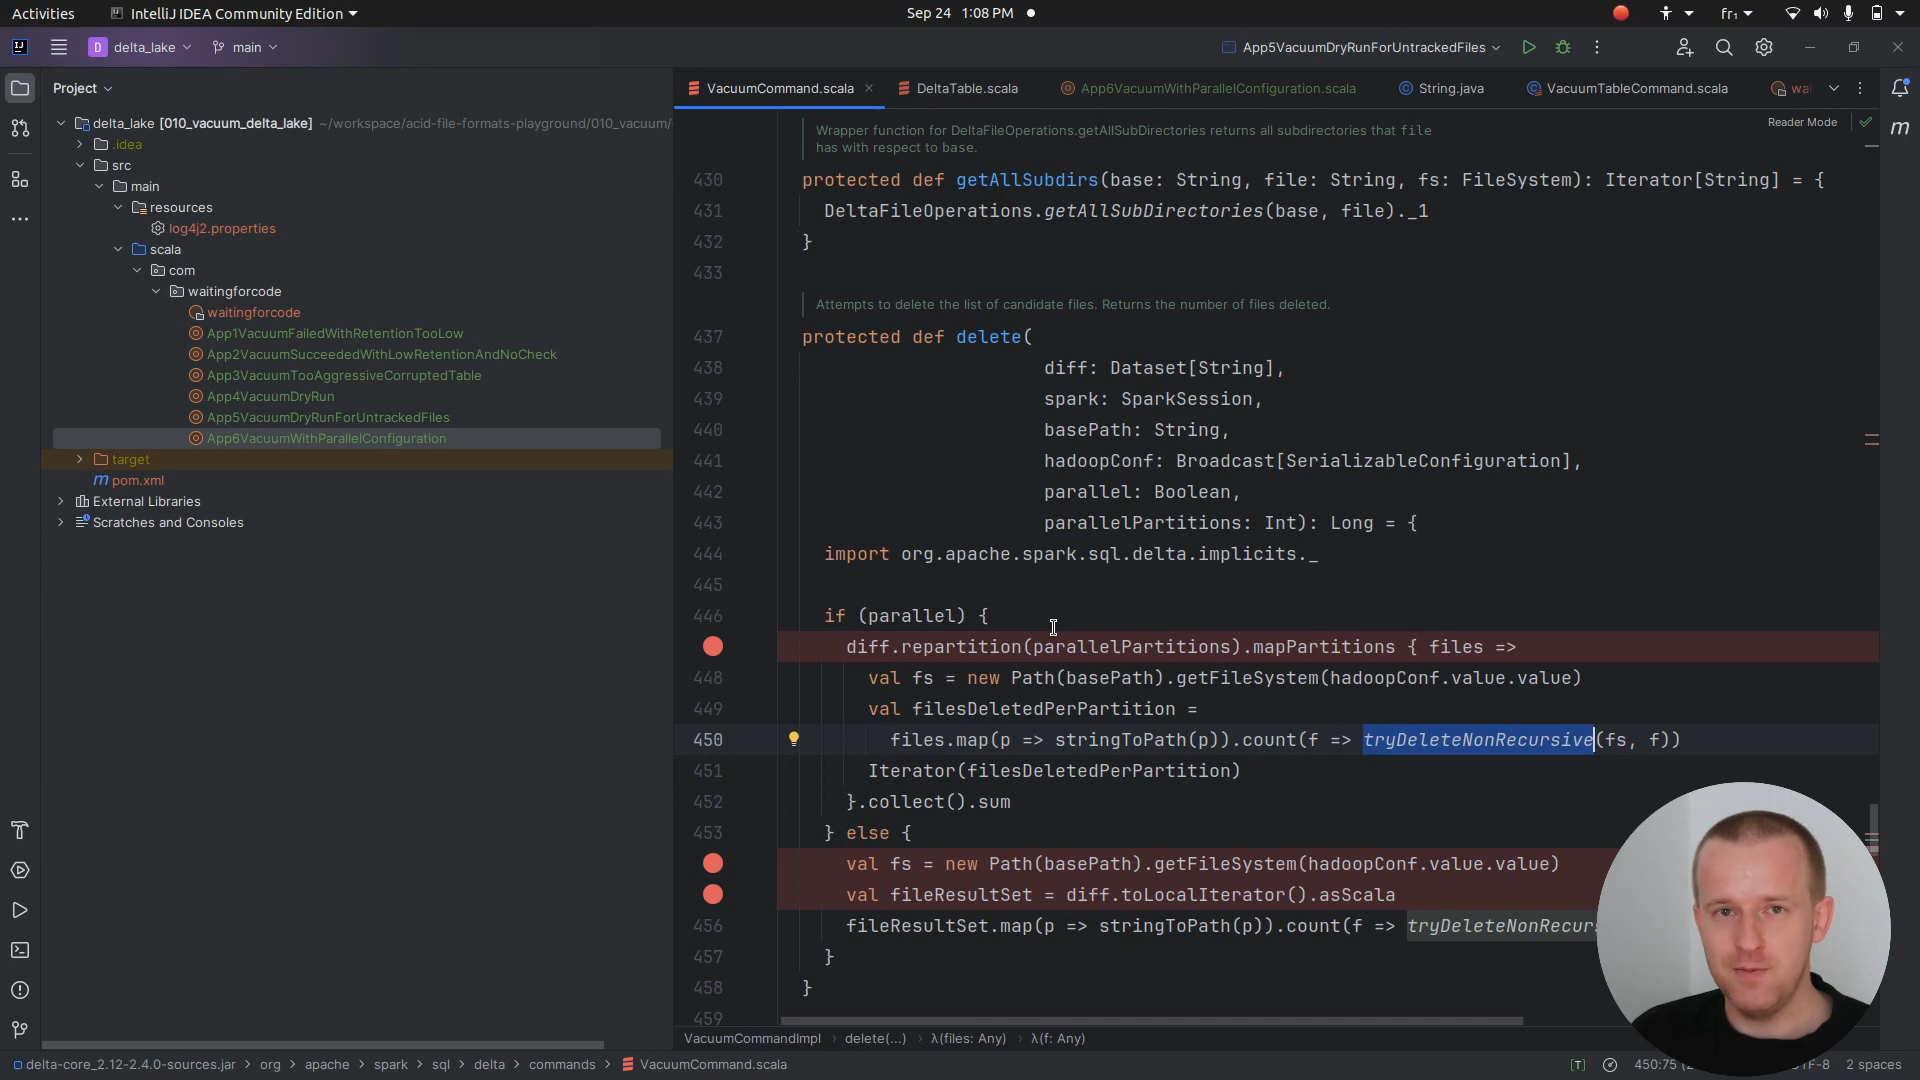 Activities
IntelliJ IDEA Community Edition
Sep 24 1:08 PM
fr₁
D delta_lake
main
App5VacuumDryRunForUntrackedFiles
Project
VacuumCommand.scala
DeltaTable.scala
App6VacuumWithParallelConfiguration.scala
String.java
VacuumTableCommand.scala
wai
Reader Mode
delta_lake [010_vacuum_delta_lake] ~/workspace/acid-file-formats-playground/010_vacuum/
.idea
src
main
resources
log4j2.properties
scala
com
waitingforcode
waitingforcode
App1VacuumFailedWithRetentionTooLow
App2VacuumSucceededWithLowRetentionAndNoCheck
App3VacuumTooAggressiveCorruptedTable
App4VacuumDryRun
App5VacuumDryRunForUntrackedFiles
App6VacuumWithParallelConfiguration
target
pom.xml
External Libraries
Scratches and Consoles
Wrapper function for DeltaFileOperations.getAllSubDirectories returns all subdirectories that file
has with respect to base.
430 protected def getAllSubdirs(base: String, file: String, fs: FileSystem): Iterator[String] = {
431 DeltaFileOperations.getAllSubDirectories(base, file)._1
432 }
433
Attempts to delete the list of candidate files. Returns the number of files deleted.
437 protected def delete(
438 diff: Dataset[String],
439 spark: SparkSession,
440 basePath: String,
441 hadoopConf: Broadcast[SerializableConfiguration],
442 parallel: Boolean,
443 parallelPartitions: Int): Long = {
444 import org.apache.spark.sql.delta.implicits._
445
446 if (parallel) {
diff.repartition(parallelPartitions).mapPartitions { files =>
448 val fs = new Path(basePath).getFileSystem(hadoopConf.value.value)
449 val filesDeletedPerPartition =
450 files.map(p => stringToPath(p)).count(f => tryDeleteNonRecursive(fs, f))
451 Iterator(filesDeletedPerPartition)
452 }.collect().sum
453 } else {
val fs = new Path(basePath).getFileSystem(hadoopConf.value.value)
val fileResultSet = diff.toLocalIterator().asScala
456 fileResultSet.map(p => stringToPath(p)).count(f => tryDeleteNonRecurs
457 }
458 }
459
VacuumCommandImpl delete(...) λ(files: Any) λ(f: Any)
delta-core_2.12-2.4.0-sources.jar org apache spark sql delta commands VacuumCommand.scala
450:75 (2
TF-8
2 spaces